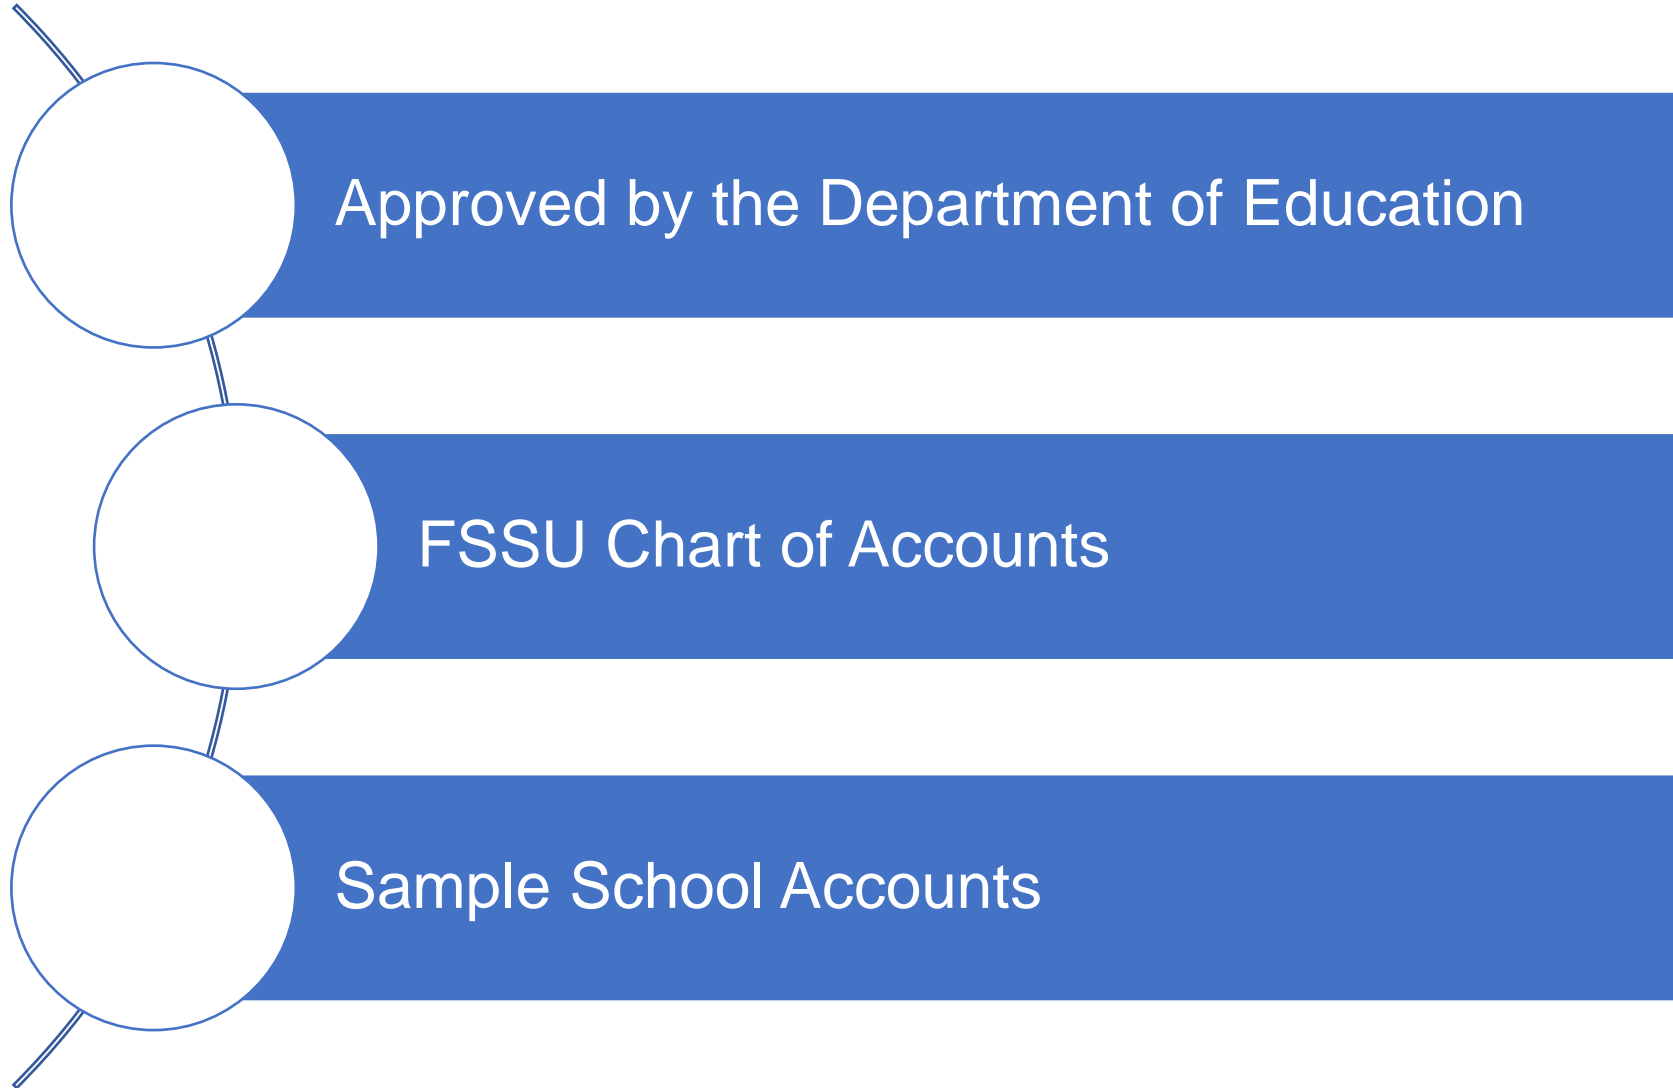 Approved by the Department of Education
FSSU Chart of Accounts
Sample School Accounts